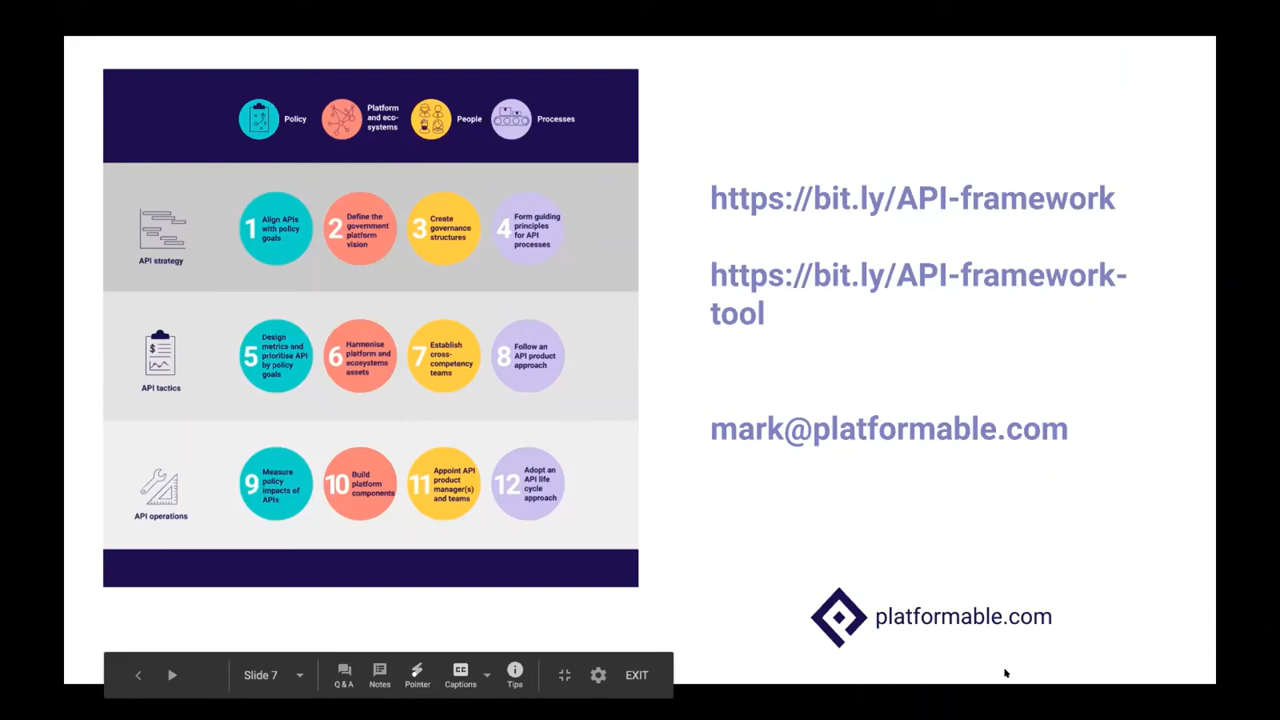 Policy
Platform
and eco-
systems
People
Processes
API strategy
1 Align APIs
with policy
goals
2 Define the
government
platform
vision
3 Create
governance
structures
4 Form guiding
principles
for API
processes
API tactics
5 Design
metrics and
prioritise API
by policy
goals
6 Harmonise
platform and
ecosystems
assets
7 Establish
cross-
competency
teams
8 Follow an
API product
approach
API operations
9 Measure
policy
impacts of
APIs
10 Build
platform
components
11 Appoint API
product
manager(s)
and teams
12 Adopt an
API life
cycle
approach
https://bit.ly/API-framework
https://bit.ly/API-framework-
tool
mark@platformable.com
platformable.com
Slide 7
Q & A
Notes
Pointer
CC
Captions
Tips
EXIT